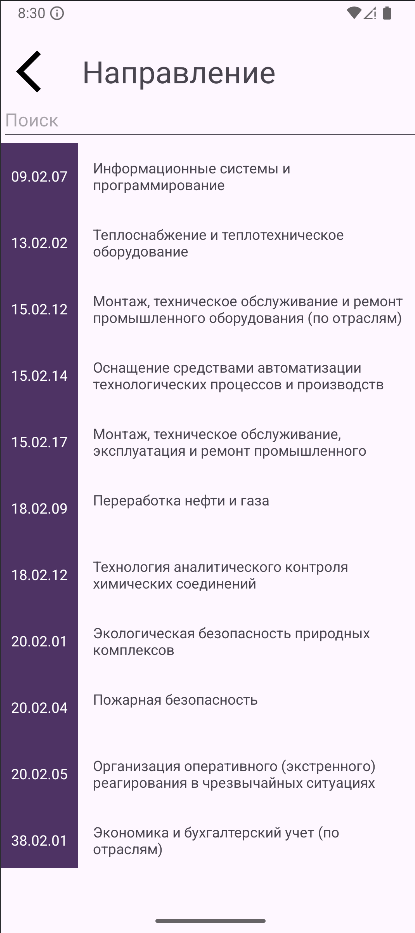 8:30
Направление
Поиск
09.02.07
Информационные системы и
программирование
13.02.02
Теплоснабжение и теплотехническое
оборудование
15.02.12
Монтаж, техническое обслуживание и ремонт
промышленного оборудования (по отраслям)
15.02.14
Оснащение средствами автоматизации
технологических процессов и производств
15.02.17
Монтаж, техническое обслуживание,
эксплуатация и ремонт промышленного
18.02.09
Переработка нефти и газа
18.02.12
Технология аналитического контроля
химических соединений
20.02.01
Экологическая безопасность природных
комплексов
20.02.04
Пожарная безопасность
20.02.05
Организация оперативного (экстренного)
реагирования в чрезвычайных ситуациях
38.02.01
Экономика и бухгалтерский учет (по
отраслям)